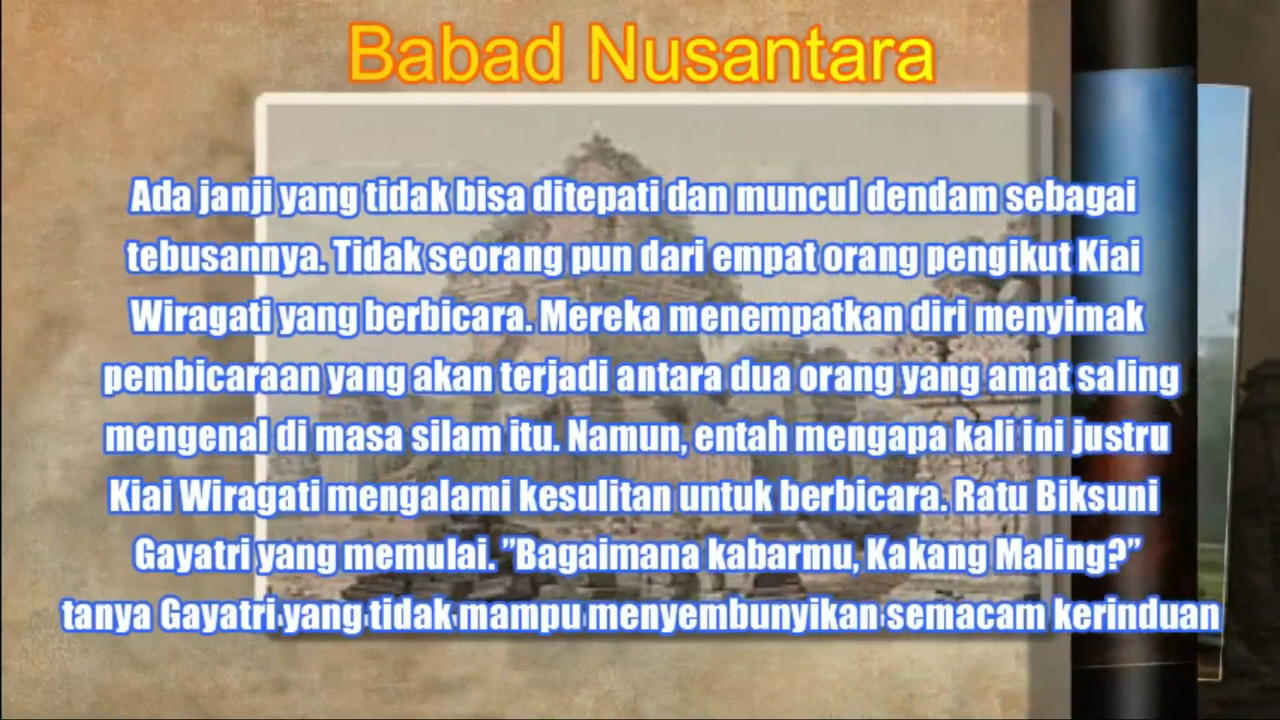 Babad Nusantara
Ada janji yang tidak bisa ditepati dan muncul dendam sebagai
tebusannya. Tidak seorang pun dari empat orang pengikut Kiai
Wiragati yang berbicara. Mereka menempatkan diri menyimak
pembicaraan yang akan terjadi antara dua orang yang amat saling
mengenal di masa silam itu. Namun, entah mengapa kali ini justru
Kiai Wiragati mengalami kesulitan untuk berbicara. Ratu Biksuni
Gayatri yang memulai. ”Bagaimana kabarmu, Kakang Maling?”
tanya Gayatri yang tidak mampu menyembunyikan semacam kerinduan